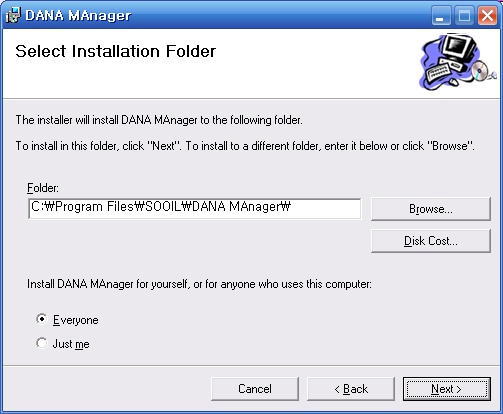 DANA MAnager
Select Installation Folder
The installer will install DANA MAnager to the following folder.
To install in this folder, click "Next". To install to a different folder, enter it below or click "Browse".
Folder:
C:₩Program Files₩SOOIL₩DANA MAnager₩
Browse...
Disk Cost...
Install DANA MAnager for yourself, or for anyone who uses this computer:
Everyone
Just me
Cancel
< Back
Next >